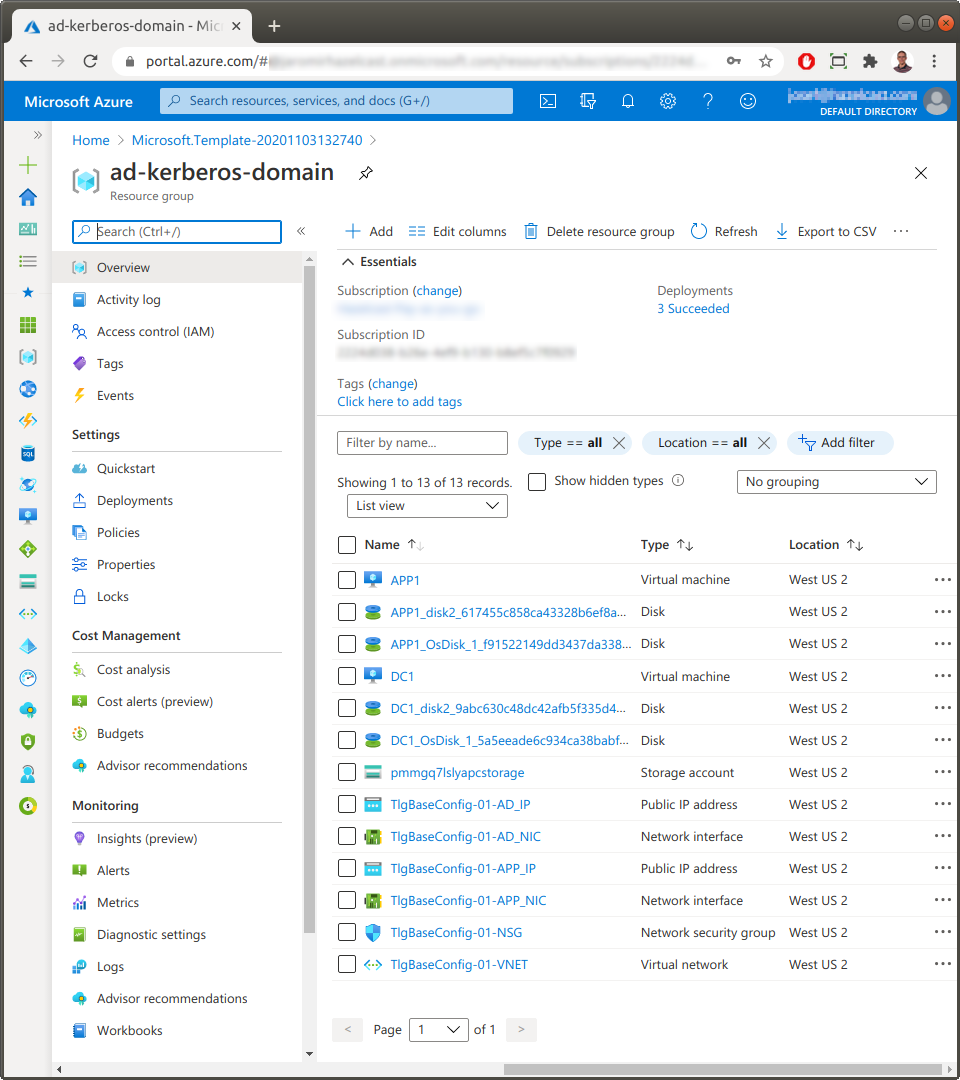 ad-kerberos-domain - Mic
portal.azure.com/#
Microsoft Azure
Search resources, services, and docs (G+/)
DEFAULT DIRECTORY
Home > Microsoft.Template-20201103132740 >
ad-kerberos-domain
Resource group
Search (Ctrl+/)
Overview
Activity log
Access control (IAM)
Tags
Events
Settings
Quickstart
Deployments
Policies
Properties
Locks
Cost Management
Cost analysis
Cost alerts (preview)
Budgets
Advisor recommendations
Monitoring
Insights (preview)
Alerts
Metrics
Diagnostic settings
Logs
Advisor recommendations
Workbooks
Add Edit columns Delete resource group Refresh Export to CSV ...
Essentials
Subscription (change)
Deployments
3 Succeeded
Subscription ID
Tags (change)
Click here to add tags
Filter by name... Type == all Location == all Add filter
Showing 1 to 13 of 13 records. Show hidden types No grouping
List view
Name Type Location
APP1 Virtual machine West US 2
APP1_disk2_617455c858ca43328b6ef8a... Disk West US 2
APP1_OsDisk_1_f91522149dd3437da338... Disk West US 2
DC1 Virtual machine West US 2
DC1_disk2_9abc630c48dc42afb5f335d4... Disk West US 2
DC1_OsDisk_1_5a5eeade6c934ca38babf... Disk West US 2
pmmgq7lslyapcstorage Storage account West US 2
TlgBaseConfig-01-AD_IP Public IP address West US 2
TlgBaseConfig-01-AD_NIC Network interface West US 2
TlgBaseConfig-01-APP_IP Public IP address West US 2
TlgBaseConfig-01-APP_NIC Network interface West US 2
TlgBaseConfig-01-NSG Network security group West US 2
TlgBaseConfig-01-VNET Virtual network West US 2
< Page 1 of 1 >